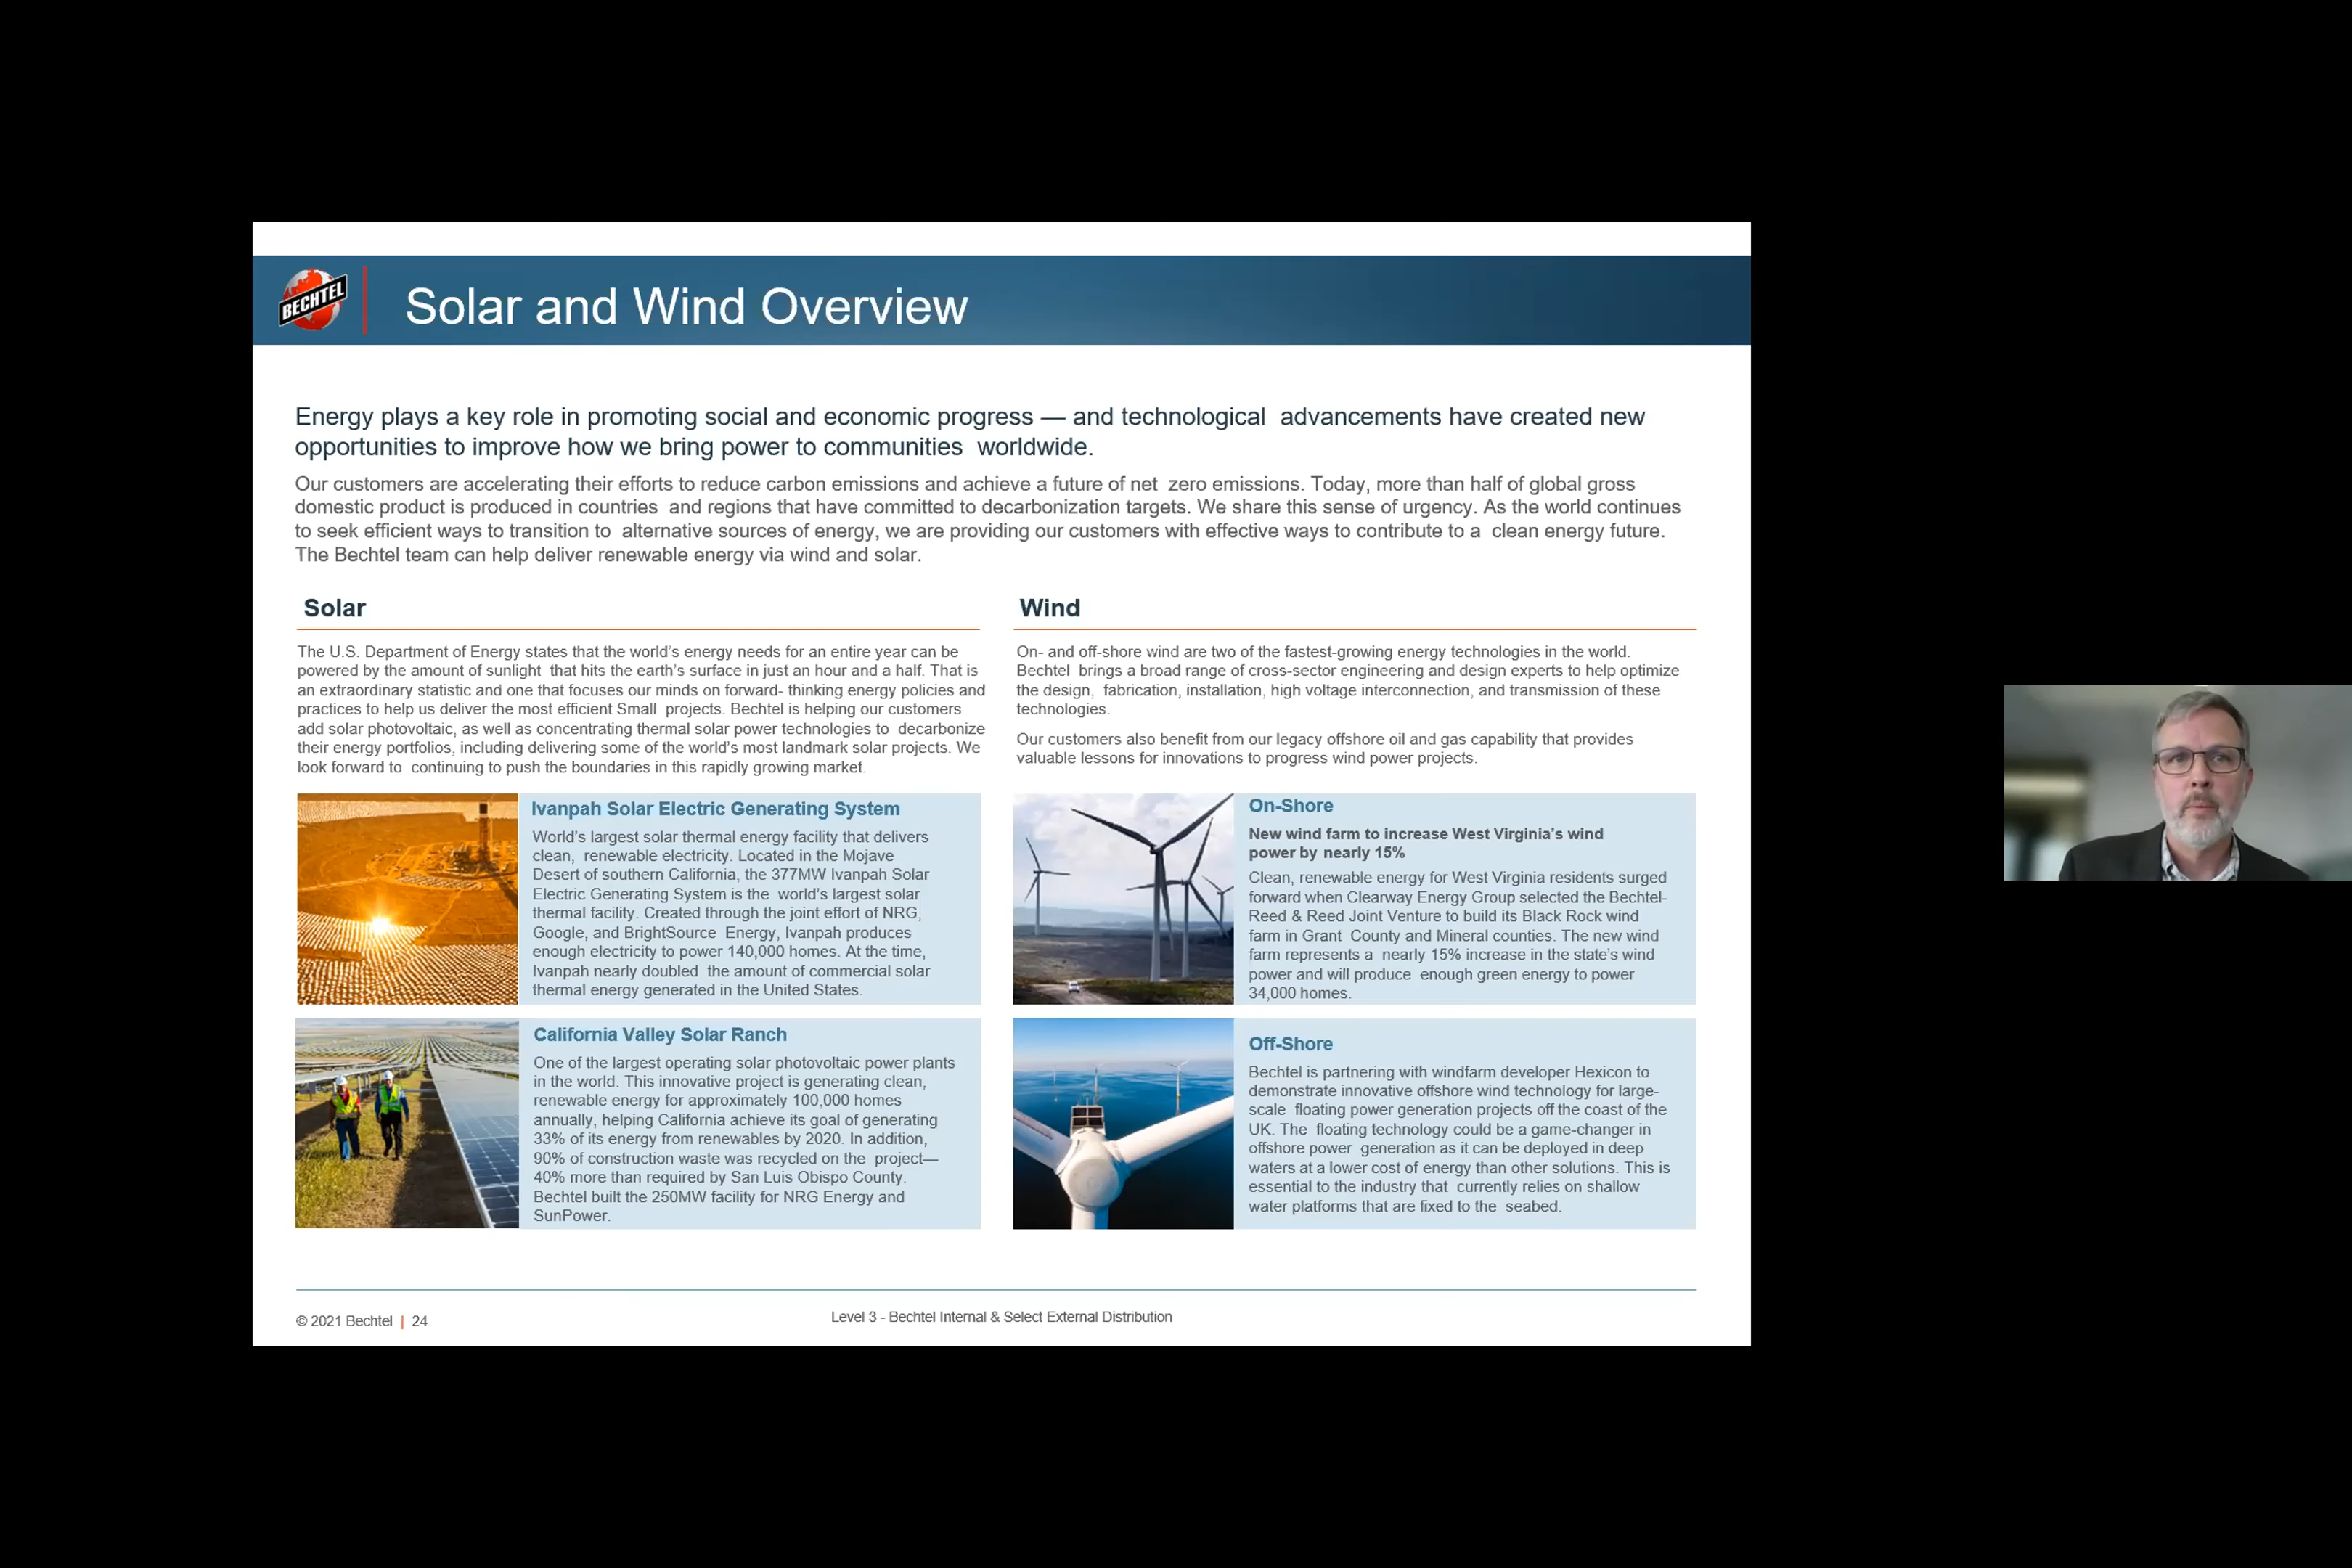 BECHTEL
Solar and Wind Overview
Energy plays a key role in promoting social and economic progress — and technological advancements have created new
opportunities to improve how we bring power to communities worldwide.
Our customers are accelerating their efforts to reduce carbon emissions and achieve a future of net zero emissions. Today, more than half of global gross
domestic product is produced in countries and regions that have committed to decarbonization targets. We share this sense of urgency. As the world continues
to seek efficient ways to transition to alternative sources of energy, we are providing our customers with effective ways to contribute to a clean energy future.
The Bechtel team can help deliver renewable energy via wind and solar.
Solar
The U.S. Department of Energy states that the world's energy needs for an entire year can be
powered by the amount of sunlight that hits the earth's surface in just an hour and a half. That is
an extraordinary statistic and one that focuses our minds on forward- thinking energy policies and
practices to help us deliver the most efficient Small projects. Bechtel is helping our customers
add solar photovoltaic, as well as concentrating thermal solar power technologies to decarbonize
their energy portfolios, including delivering some of the world's most landmark solar projects. We
look forward to continuing to push the boundaries in this rapidly growing market.
Ivanpah Solar Electric Generating System
World's largest solar thermal energy facility that delivers
clean, renewable electricity. Located in the Mojave
Desert of southern California, the 377MW Ivanpah Solar
Electric Generating System is the world's largest solar
thermal facility. Created through the joint effort of NRG,
Google, and BrightSource Energy, Ivanpah produces
enough electricity to power 140,000 homes. At the time,
Ivanpah nearly doubled the amount of commercial solar
thermal energy generated in the United States.
California Valley Solar Ranch
One of the largest operating solar photovoltaic power plants
in the world. This innovative project is generating clean,
renewable energy for approximately 100,000 homes
annually, helping California achieve its goal of generating
33% of its energy from renewables by 2020. In addition,
90% of construction waste was recycled on the project—
40% more than required by San Luis Obispo County.
Bechtel built the 250MW facility for NRG Energy and
SunPower.
Wind
On- and off-shore wind are two of the fastest-growing energy technologies in the world.
Bechtel brings a broad range of cross-sector engineering and design experts to help optimize
the design, fabrication, installation, high voltage interconnection, and transmission of these
technologies.
Our customers also benefit from our legacy offshore oil and gas capability that provides
valuable lessons for innovations to progress wind power projects.
On-Shore
New wind farm to increase West Virginia's wind
power by nearly 15%
Clean, renewable energy for West Virginia residents surged
forward when Clearway Energy Group selected the Bechtel-
Reed & Reed Joint Venture to build its Black Rock wind
farm in Grant County and Mineral counties. The new wind
farm represents a nearly 15% increase in the state's wind
power and will produce enough green energy to power
34,000 homes.
Off-Shore
Bechtel is partnering with windfarm developer Hexicon to
demonstrate innovative offshore wind technology for large-
scale floating power generation projects off the coast of the
UK. The floating technology could be a game-changer in
offshore power generation as it can be deployed in deep
waters at a lower cost of energy than other solutions. This is
essential to the industry that currently relies on shallow
water platforms that are fixed to the seabed.
© 2021 Bechtel | 24
Level 3 - Bechtel Internal & Select External Distribution